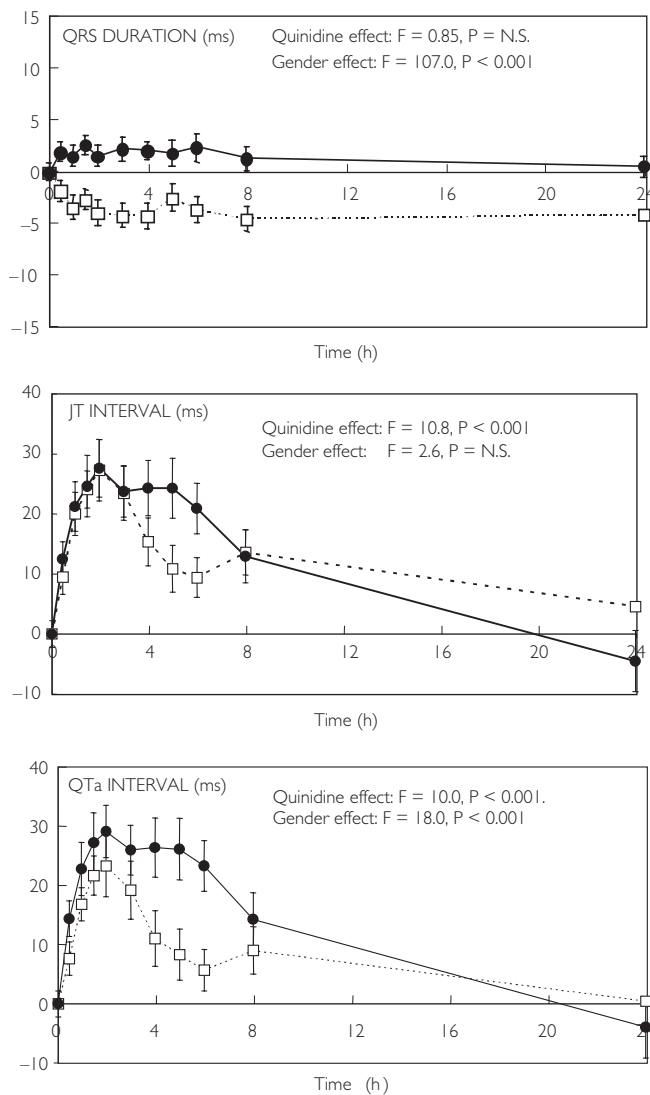 15
QRS DURATION (ms)
Quinidine effect: F = 0.85, P = N.S.
Gender effect: F = 107.0, P < 0.001
10
5
0
0 4 8 12 16 20 24
–5
–10
–15
Time (h)
40
JT INTERVAL (ms)
Quinidine effect: F = 10.8, P < 0.001
Gender effect: F = 2.6, P = N.S.
30
20
10
0
0 4 8 12 16 20 24
–10
Time (h)
40
QTa INTERVAL (ms)
Quinidine effect: F = 10.0, P < 0.001.
Gender effect: F = 18.0, P < 0.001
30
20
10
0
0 4 8 12 16 20 24
–10
Time (h)